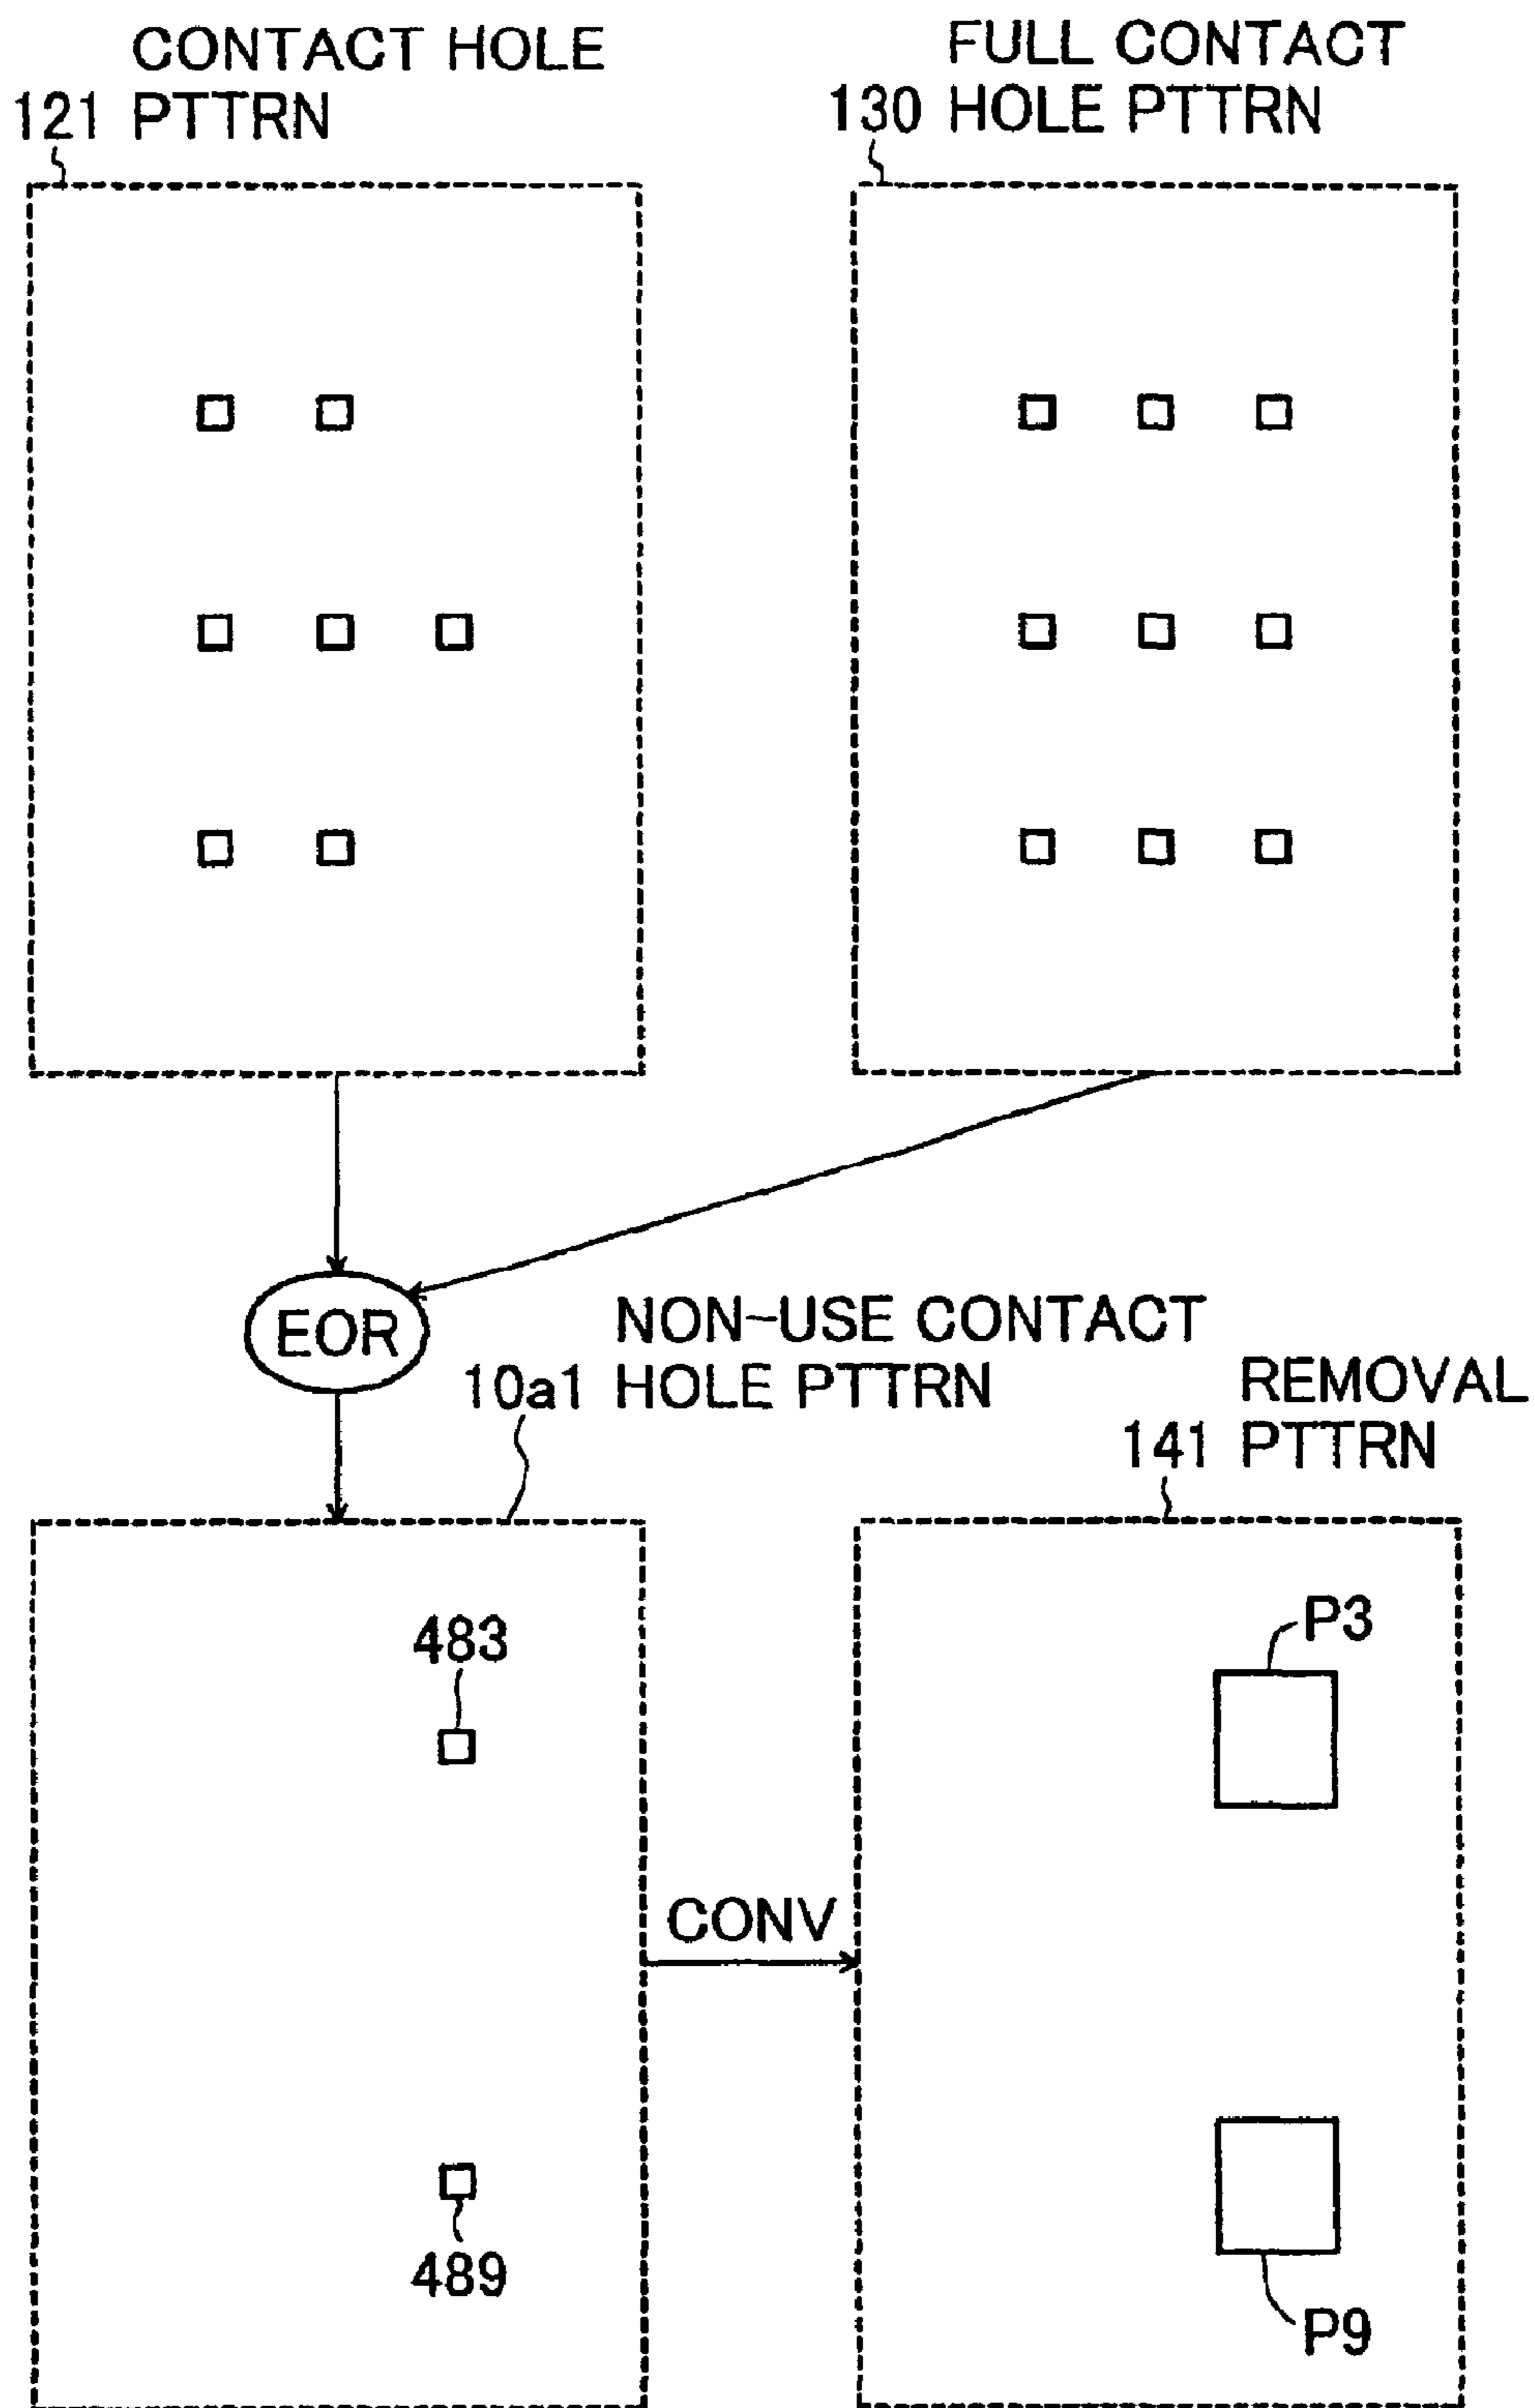 CONTACT HOLE
121 PTTRN
FULL CONTACT
130 HOLE PTTRN
EOR
NON-USE CONTACT
10a1 HOLE PTTRN
REMOVAL
141 PTTRN
483
P3
CONV
489
P9